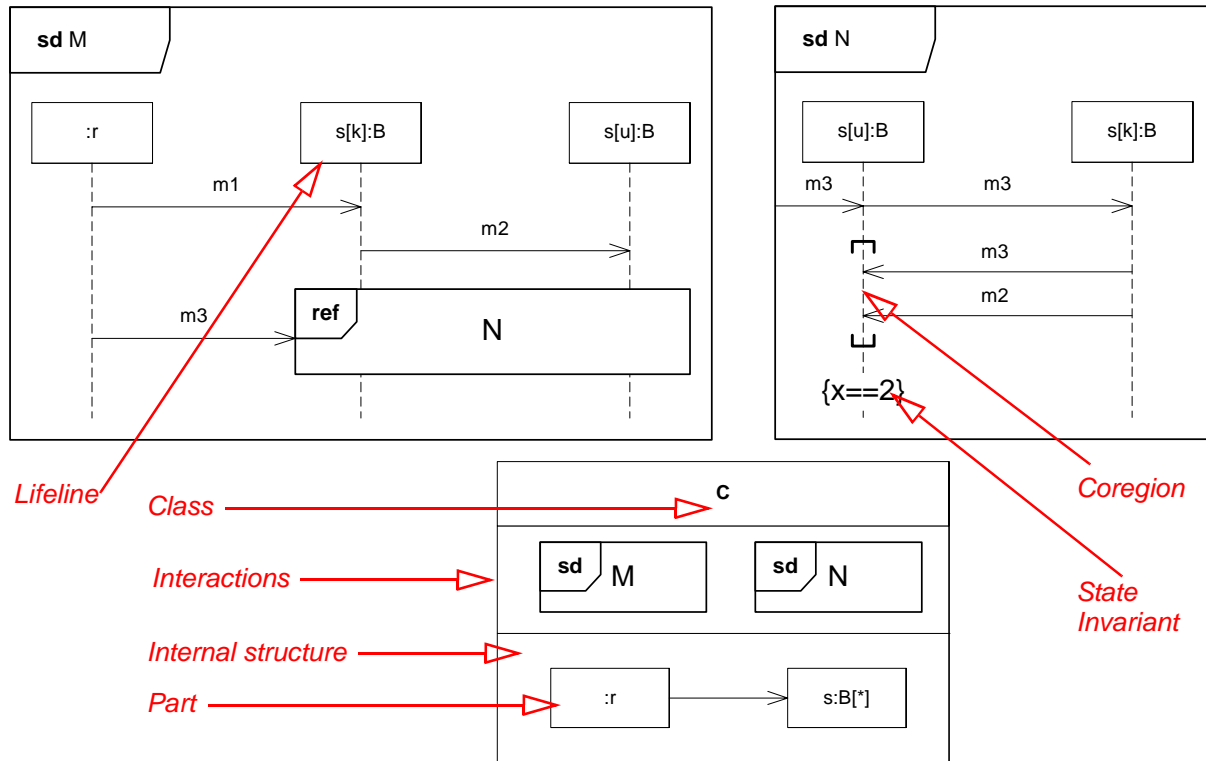 sd M
:r
s[k]:B
s[u]:B
m1
m2
m3
ref
N
sd N
s[u]:B
s[k]:B
m3
m3
m3
m2
{x==2}
Lifeline
Class
C
Coregion
Interactions
sd M
sd N
State
Invariant
Internal structure
Part
:r
s:B[*]